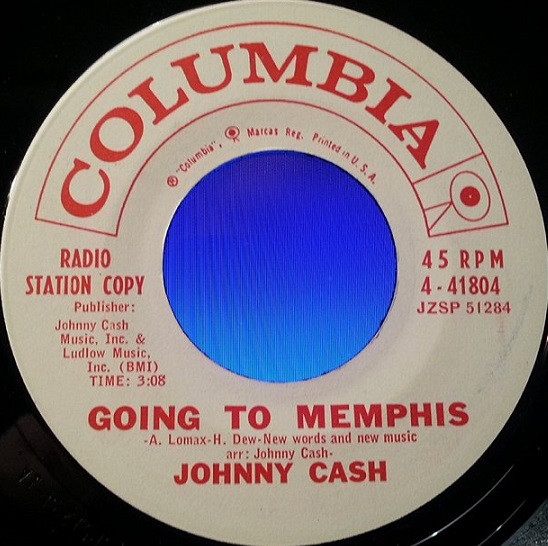 COLUMBIA
® "Columbia", Marcas Reg. Printed in U.S.A.
RADIO
STATION COPY
Publisher:
Johnny Cash
Music, Inc. &
Ludlow Music,
Inc. (BMI)
TIME: 3:08
45 RPM
4-41804
JZSP 51284
GOING TO MEMPHIS
-A. Lomax-H. Dew-New words and new music
arr: Johnny Cash-
JOHNNY CASH